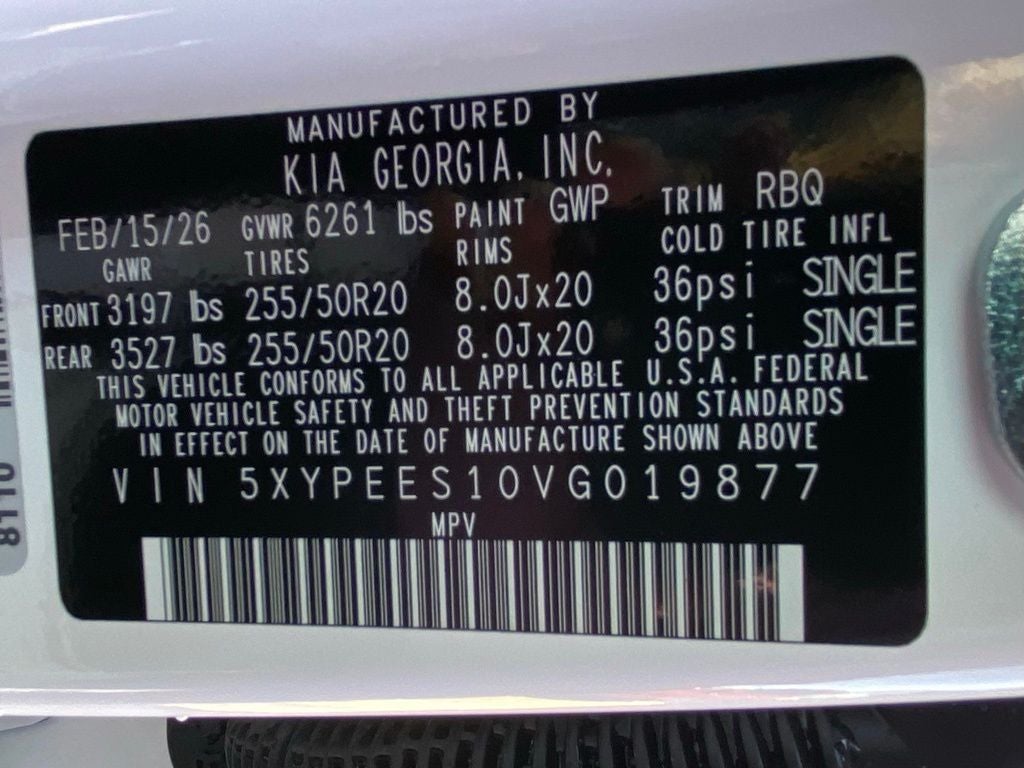 MANUFACTURED BY
KIA GEORGIA, INC.
FEB/15/26 GVWR 6261 lbs PAINT GWP TRIM RBQ
GAWR TIRES RIMS COLD TIRE INFL
FRONT 3197 lbs 255/50R20 8.0Jx20 36psi SINGLE
REAR 3527 lbs 255/50R20 8.0Jx20 36psi SINGLE
THIS VEHICLE CONFORMS TO ALL APPLICABLE U.S.A. FEDERAL
MOTOR VEHICLE SAFETY AND THEFT PREVENTION STANDARDS
IN EFFECT ON THE DATE OF MANUFACTURE SHOWN ABOVE
VIN 5XYPEES10VG019877
MPV